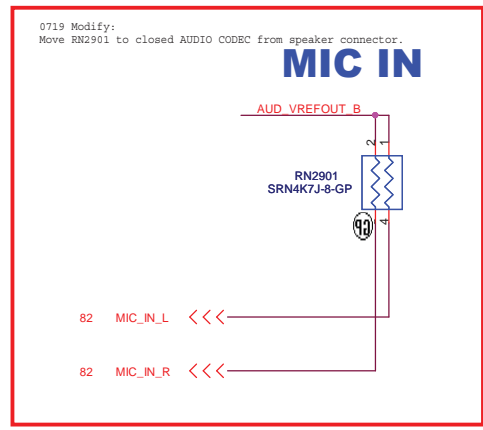 0719 Modify:
Move RN2901 to closed AUDIO CODEC from speaker connector.
MIC IN
AUD_VREFOUT_B
2 1
RN2901
SRN4K7J-8-GP
4
82 MIC_IN_L
82 MIC_IN_R